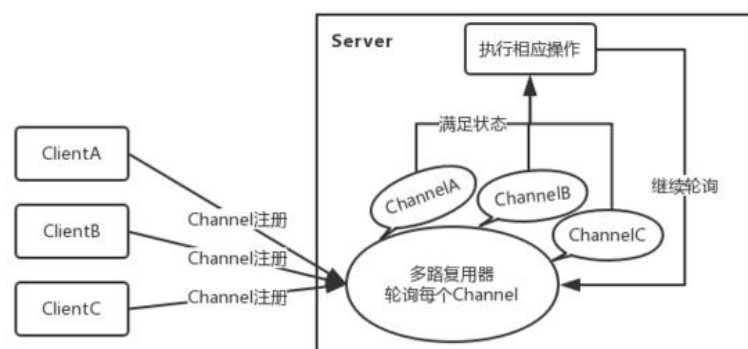 Server
执行相应操作
满足状态
ClientA
ChannelA
ChannelB
继续轮询
Channel注册
ClientB
ChannelC
Channel注册
多路复用器
轮询每个Channel
ClientC
Channel注册